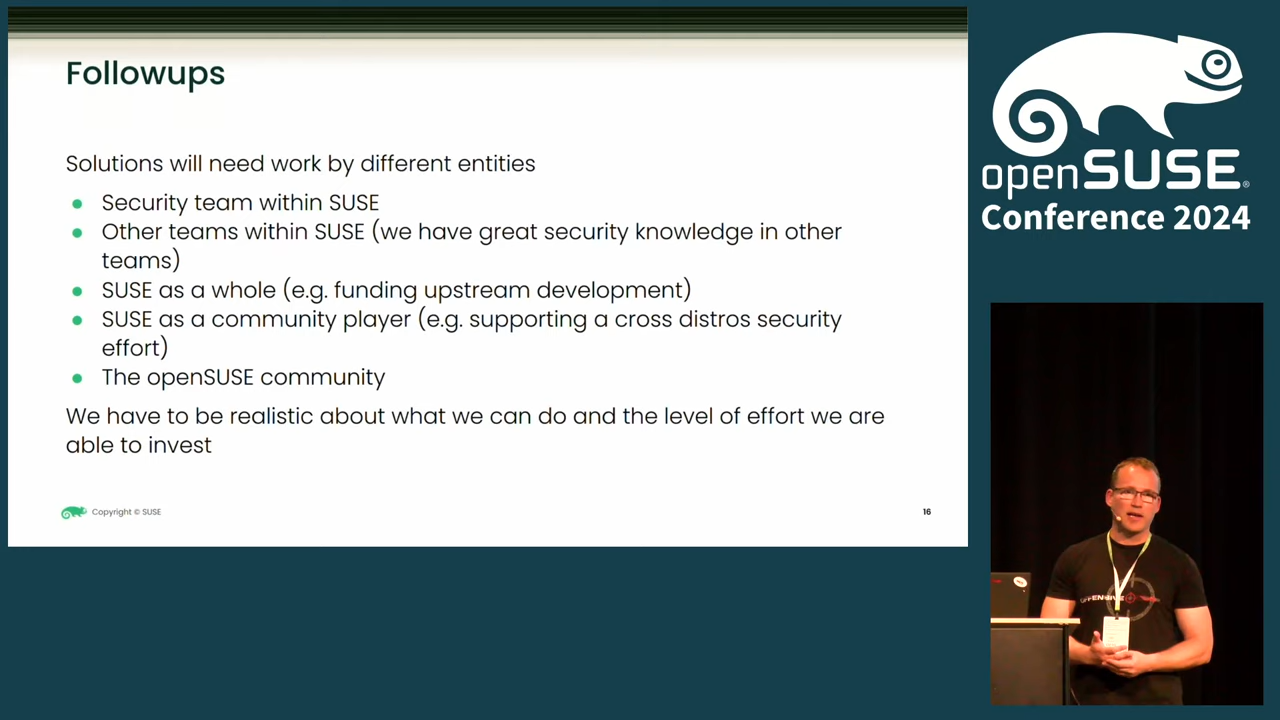 Followups
Solutions will need work by different entities
Security team within SUSE
Other teams within SUSE (we have great security knowledge in other
teams)
SUSE as a whole (e.g. funding upstream development)
SUSE as a community player (e.g. supporting a cross distros security
effort)
The openSUSE community
We have to be realistic about what we can do and the level of effort we are
able to invest
Copyright © SUSE
16
openSUSE®
Conference 2024